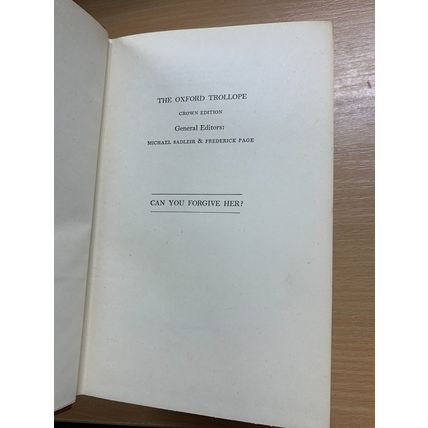 THE OXFORD TROLLOPE
CROWN EDITION
General Editors:
MICHAEL SADLEIR & FREDERICK PAGE
CAN YOU FORGIVE HER?